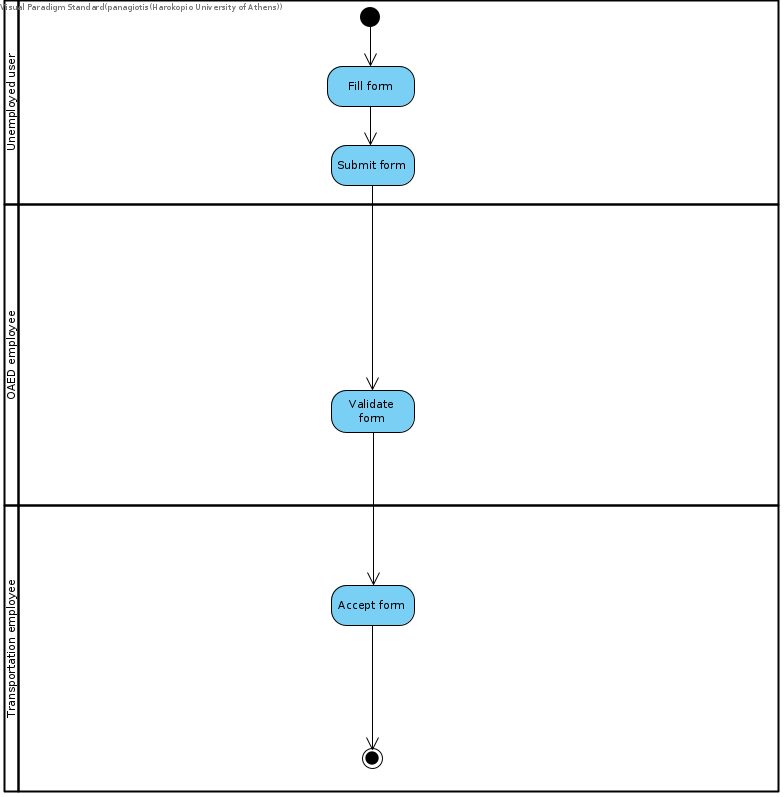 Visual Paradigm Standard(panagiotis(Harokopio University of Athens))
Unemployed user
Fill form
Submit form
OAED employee
Validate
form
Transportation employee
Accept form